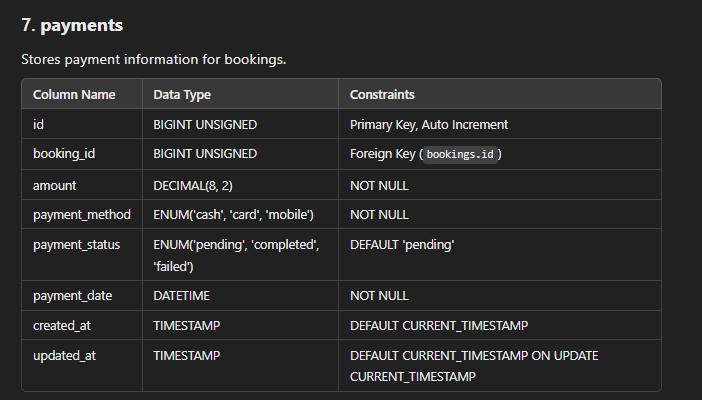 7. payments
Stores payment information for bookings.
Column Name Data Type Constraints
id BIGINT UNSIGNED Primary Key, Auto Increment
booking_id BIGINT UNSIGNED Foreign Key ( bookings.id )
amount DECIMAL(8, 2) NOT NULL
payment_method ENUM('cash', 'card', 'mobile') NOT NULL
payment_status ENUM('pending', 'completed', DEFAULT 'pending'
'failed')
payment_date DATETIME NOT NULL
created_at TIMESTAMP DEFAULT CURRENT_TIMESTAMP
updated_at TIMESTAMP DEFAULT CURRENT_TIMESTAMP ON UPDATE
CURRENT_TIMESTAMP